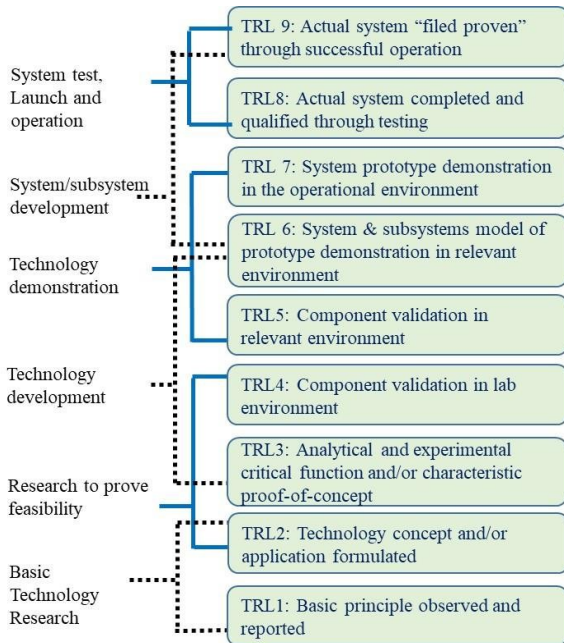 System test,
Launch and
operation
System/subsystem
development
Technology
demonstration
Technology
development
Research to prove
feasibility
Basic
Technology
Research
TRL 9: Actual system “filed proven”
through successful operation
TRL8: Actual system completed and
qualified through testing
TRL 7: System prototype demonstration
in the operational environment
TRL 6: System & subsystems model of
prototype demonstration in relevant
environment
TRL5: Component validation in
relevant environment
TRL4: Component validation in lab
environment
TRL3: Analytical and experimental
critical function and/or characteristic
proof-of-concept
TRL2: Technology concept and/or
application formulated
TRL1: Basic principle observed and
reported